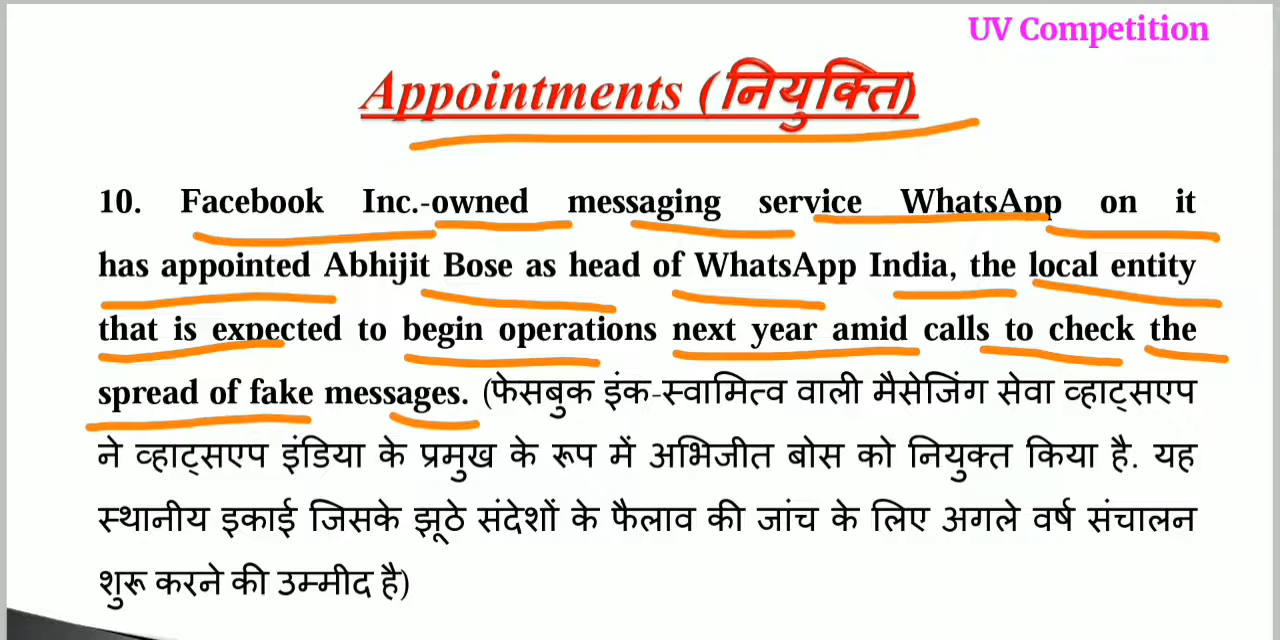 UV Competition
Appointments (नियुक्ति)
10. Facebook Inc.-owned messaging service WhatsApp on it
has appointed Abhijit Bose as head of WhatsApp India, the local entity
that is expected to begin operations next year amid calls to check the
spread of fake messages. (फेसबुक इंक-स्वामित्व वाली मैसेजिंग सेवा व्हाट्सएप
ने व्हाट्सएप इंडिया के प्रमुख के रूप में अभिजीत बोस को नियुक्त किया है. यह
स्थानीय इकाई जिसके झूठे संदेशों के फैलाव की जांच के लिए अगले वर्ष संचालन
शुरू करने की उम्मीद है)